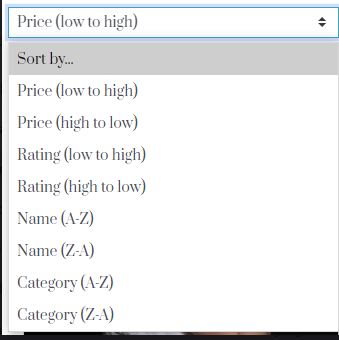 Price (low to high)
Sort by...
Price (low to high)
Price (high to low)
Rating (low to high)
Rating (high to low)
Name (A-Z)
Name (Z-A)
Category (A-Z)
Category (Z-A)